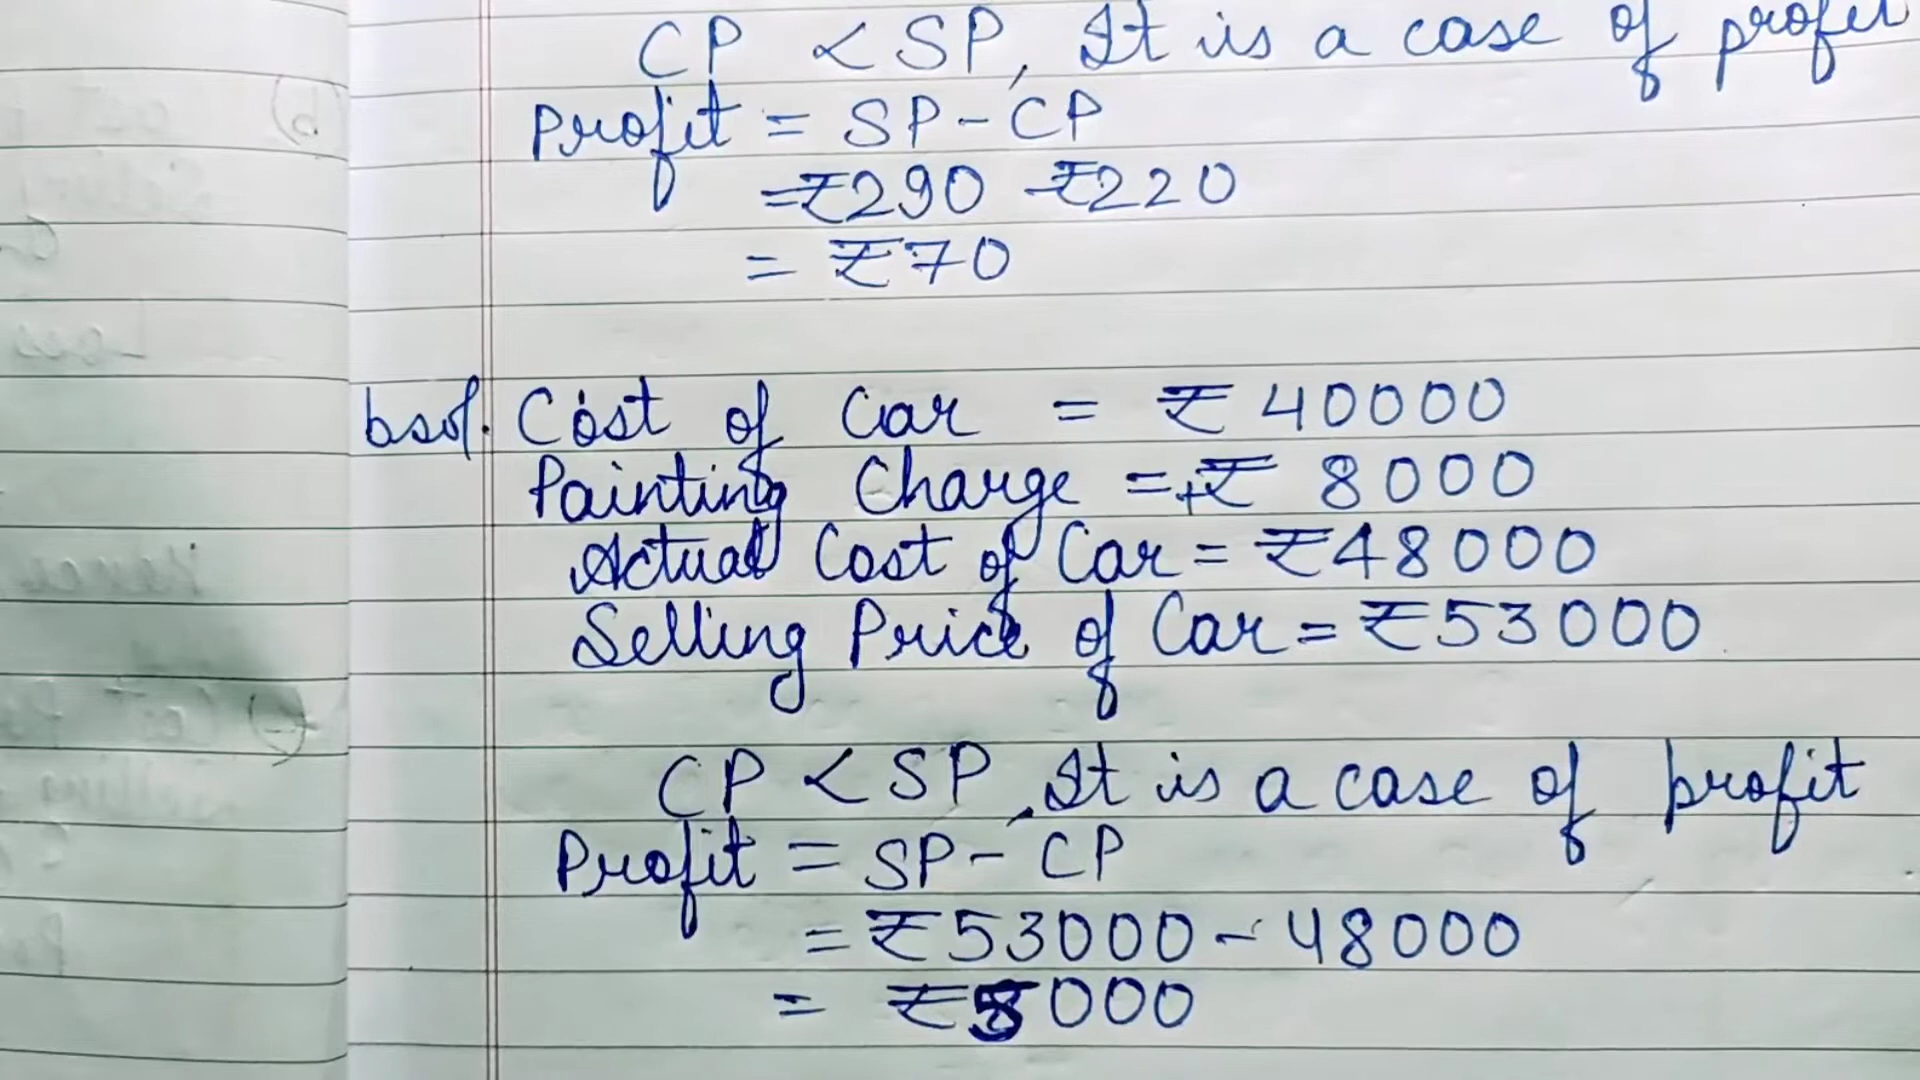 CP < SP, It is a case of profit
Profit = SP - CP
= ₹290 - ₹220
= ₹70
bsol. Cost of Car = ₹ 40000
Painting Charge = + ₹ 8000
Actual Cost of Car = ₹48000
Selling Price of Car = ₹53000
CP < SP, It is a case of profit
Profit = SP - CP
= ₹53000 - 48000
= ₹5000